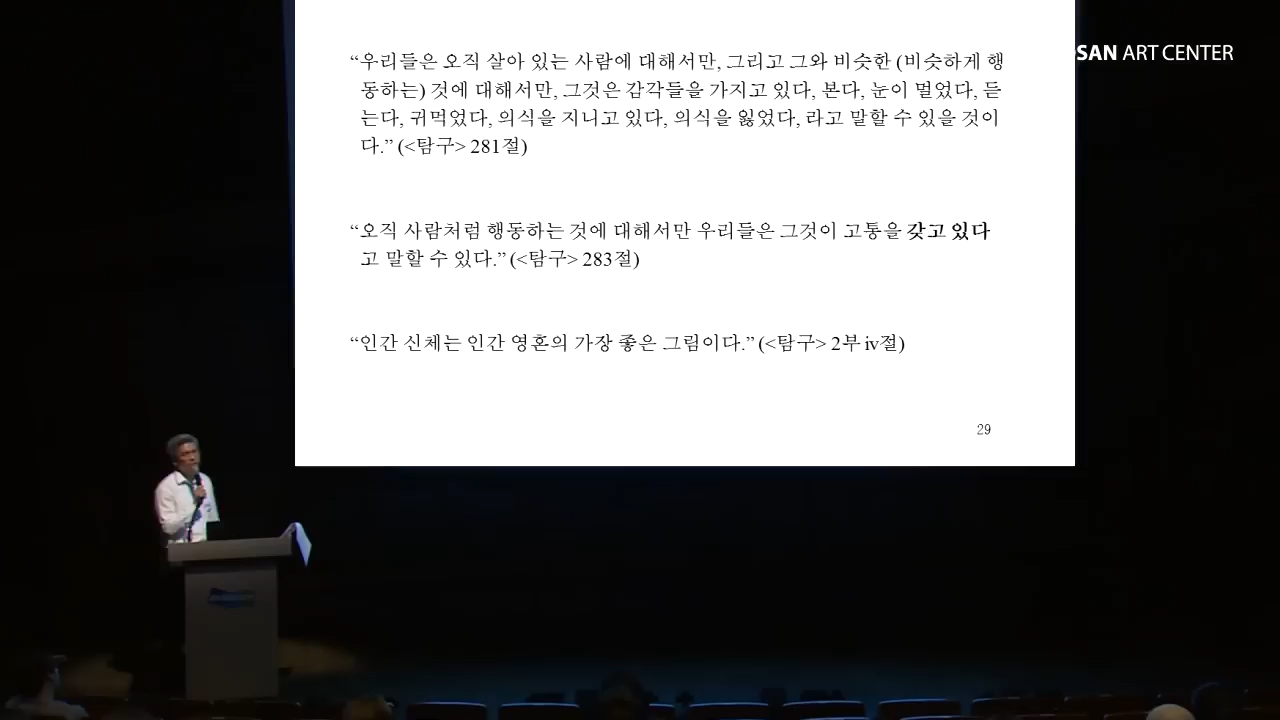 “우리들은 오직 살아 있는 사람에 대해서만, 그리고 그와 비슷한 (비슷하게 행
동하는) 것에 대해서만, 그것은 감각들을 가지고 있다, 본다, 눈이 멀었다, 듣
는다, 귀먹었다, 의식을 지니고 있다, 의식을 잃었다, 라고 말할 수 있을 것이
다.” (<탐구> 281절)
“오직 사람처럼 행동하는 것에 대해서만 우리들은 그것이 고통을 갖고 있다
고 말할 수 있다.” (<탐구> 283절)
“인간 신체는 인간 영혼의 가장 좋은 그림이다.” (<탐구> 2부 iv절)
29
SAN ART CENTER